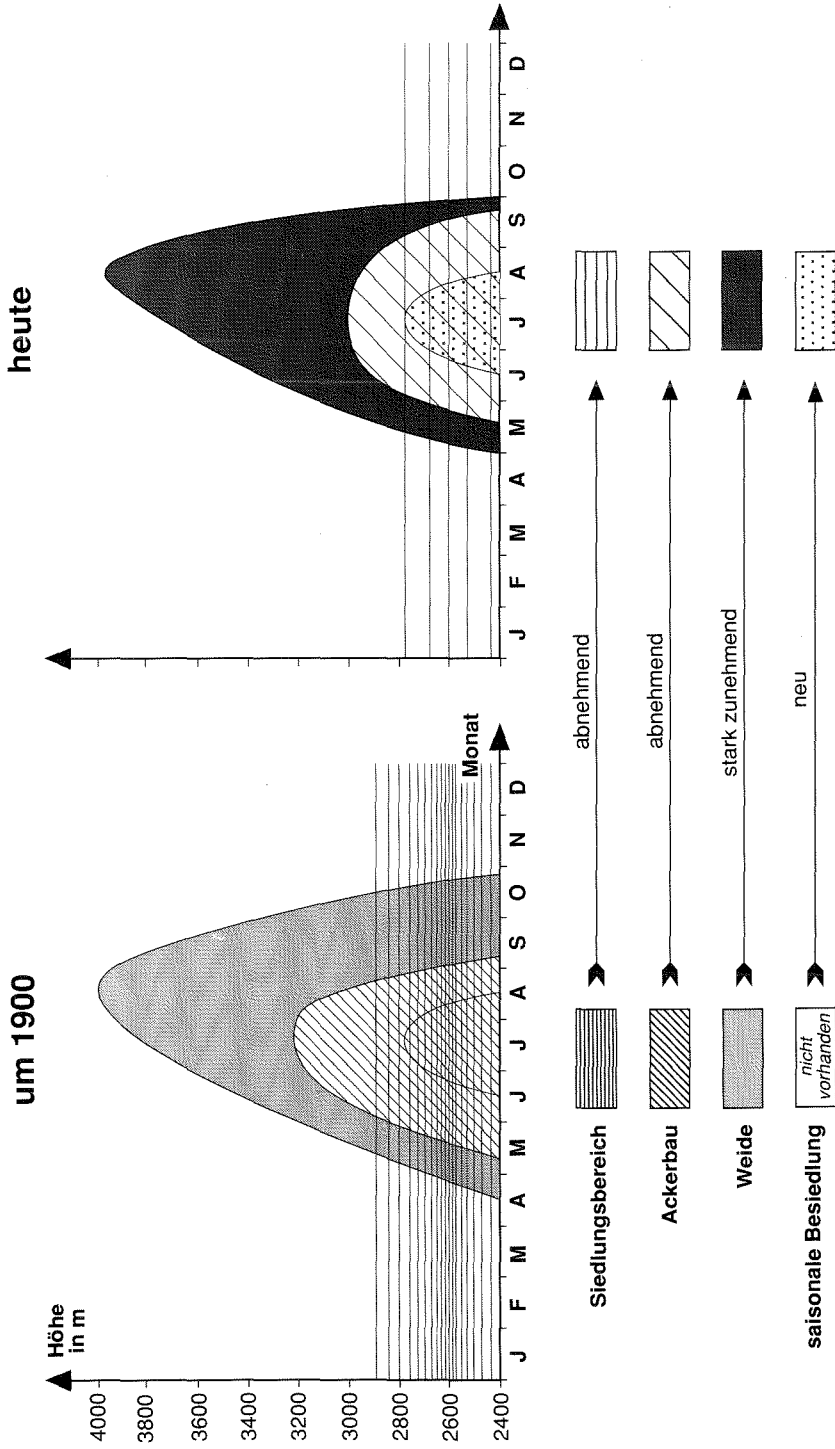 um 1900
heute
Höhe
in m
4000
3800
3600
3400
3200
3000
2800
2600
2400
Monat
J F M A M J J A S O N D
J F M A M J J A S O N D
Siedlungsbereich
abnehmend
Ackerbau
abnehmend
Weide
stark zunehmend
saisonale Besiedlung
nicht
vorhanden
neu